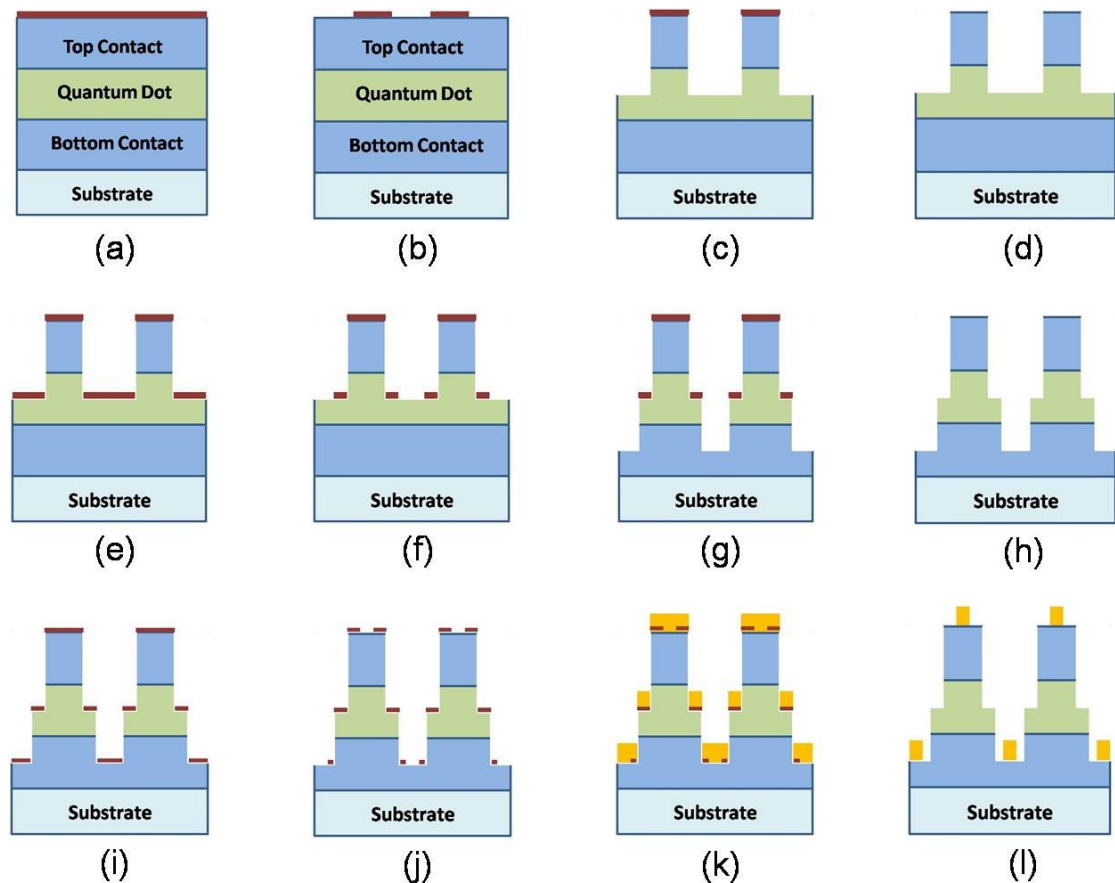 Top Contact
Quantum Dot
Bottom Contact
Substrate
(a)
Top Contact
Quantum Dot
Bottom Contact
Substrate
(b)
Substrate
(c)
Substrate
(d)
Substrate
(e)
Substrate
(f)
Substrate
(g)
Substrate
(h)
Substrate
(i)
Substrate
(j)
Substrate
(k)
Substrate
(l)